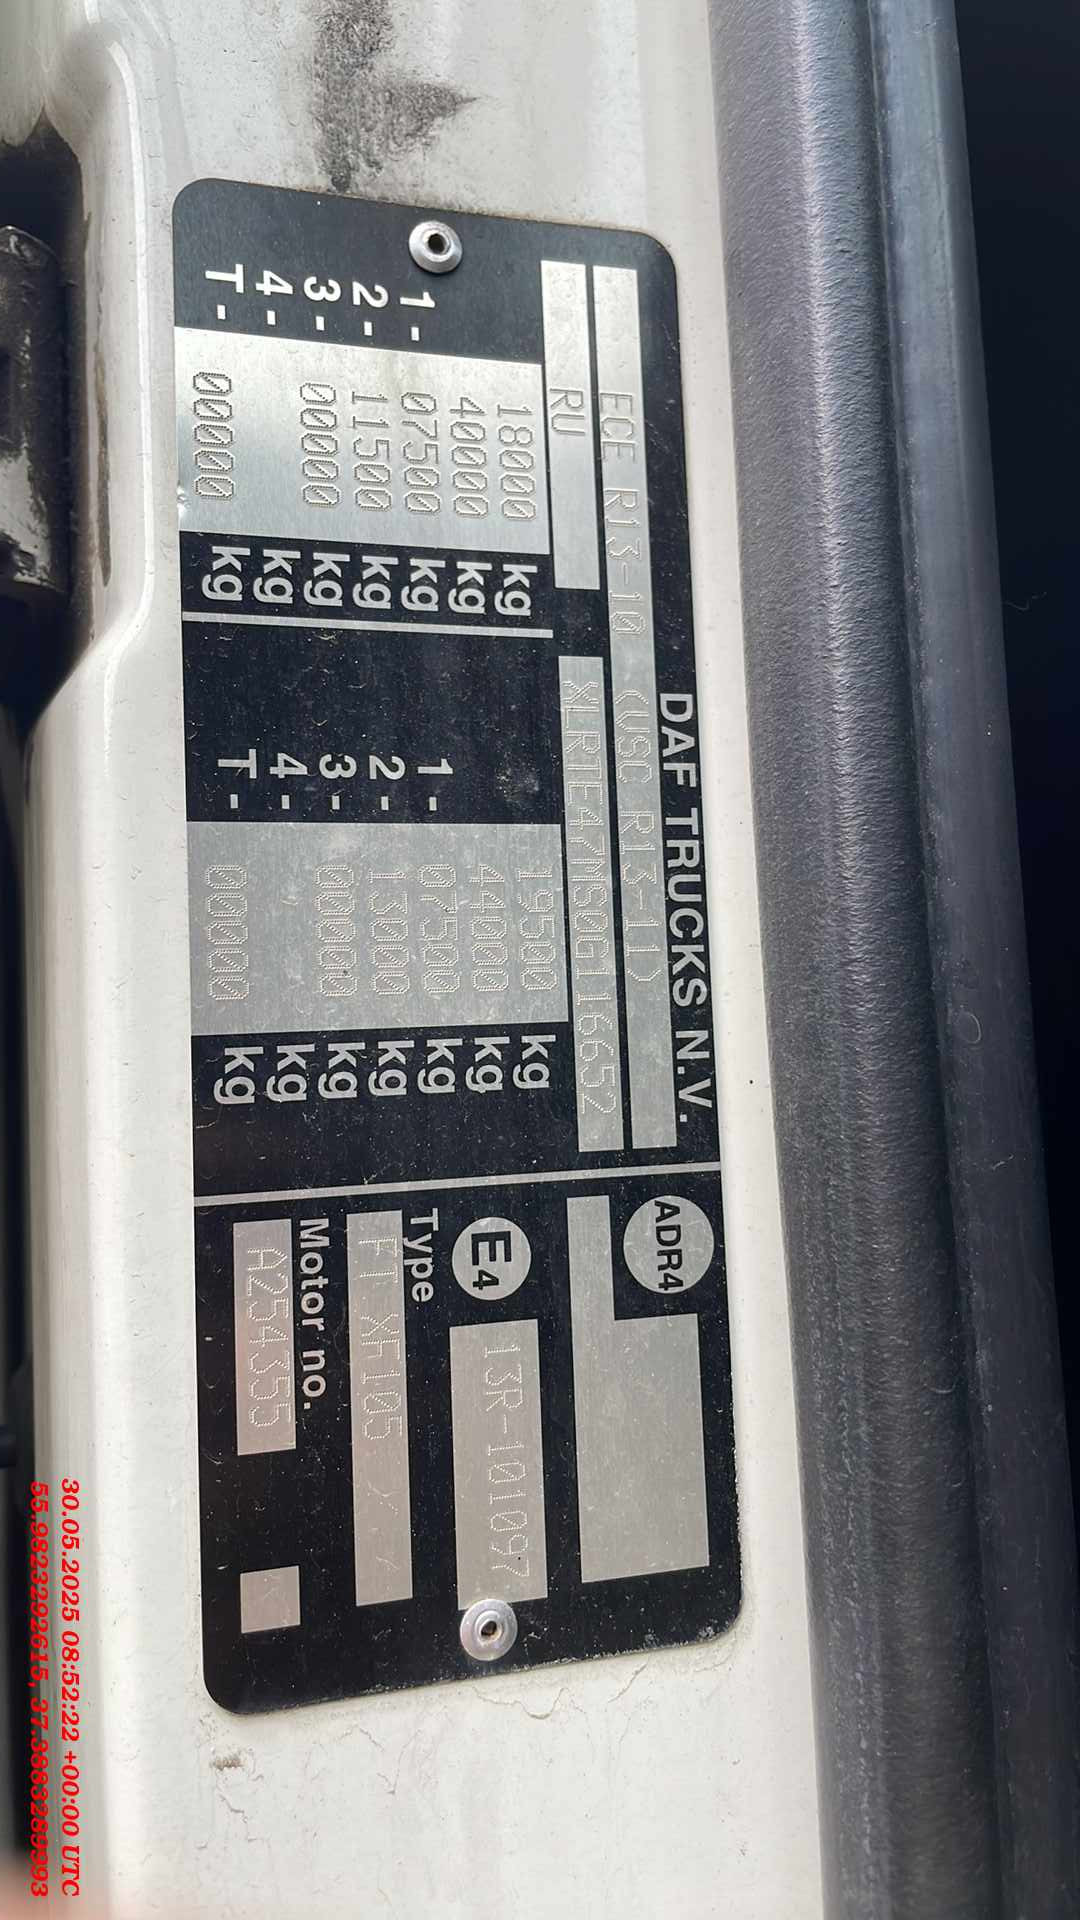 DAF TRUCKS N.V.
ECE R13-10 (USC R13-11)
RU
XLRTE47MS0G116652
18000 kg
40000 kg
1 - 07500 kg
2 - 11500 kg
3 - 00000 kg
4 - kg
T - 00000 kg
19500 kg
44000 kg
1 - 07500 kg
2 - 13000 kg
3 - 00000 kg
4 - kg
T - 00000 kg
ADR4
E4
13R-101097
Type
FT XF105 X
Motor no.
A254355
30.05.2025 08:52:22 +00:00 UTC
55.9823292615, 37.3883289993